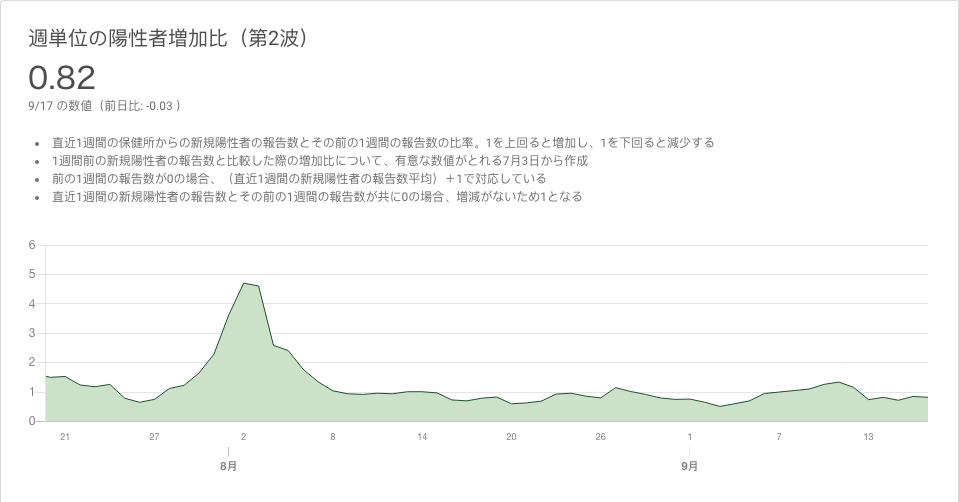 週単位の陽性者増加比（第2波）
0.82
9/17 の数値（前日比: -0.03 ）
• 直近1週間の保健所からの新規陽性者の報告数とその前の1週間の報告数の比率。1を上回ると増加し、1を下回ると減少する
• 1週間前の新規陽性者の報告数と比較した際の増加比について、有意な数値がとれる7月3日から作成
• 前の1週間の報告数が0の場合、（直近1週間の新規陽性者の報告数平均）＋1で対応している
• 直近1週間の新規陽性者の報告数とその前の1週間の報告数が共に0の場合、増減がないため1となる
6
5
4
3
2
1
0
21 27 2 8 14 20 26 1 7 13
8月 9月